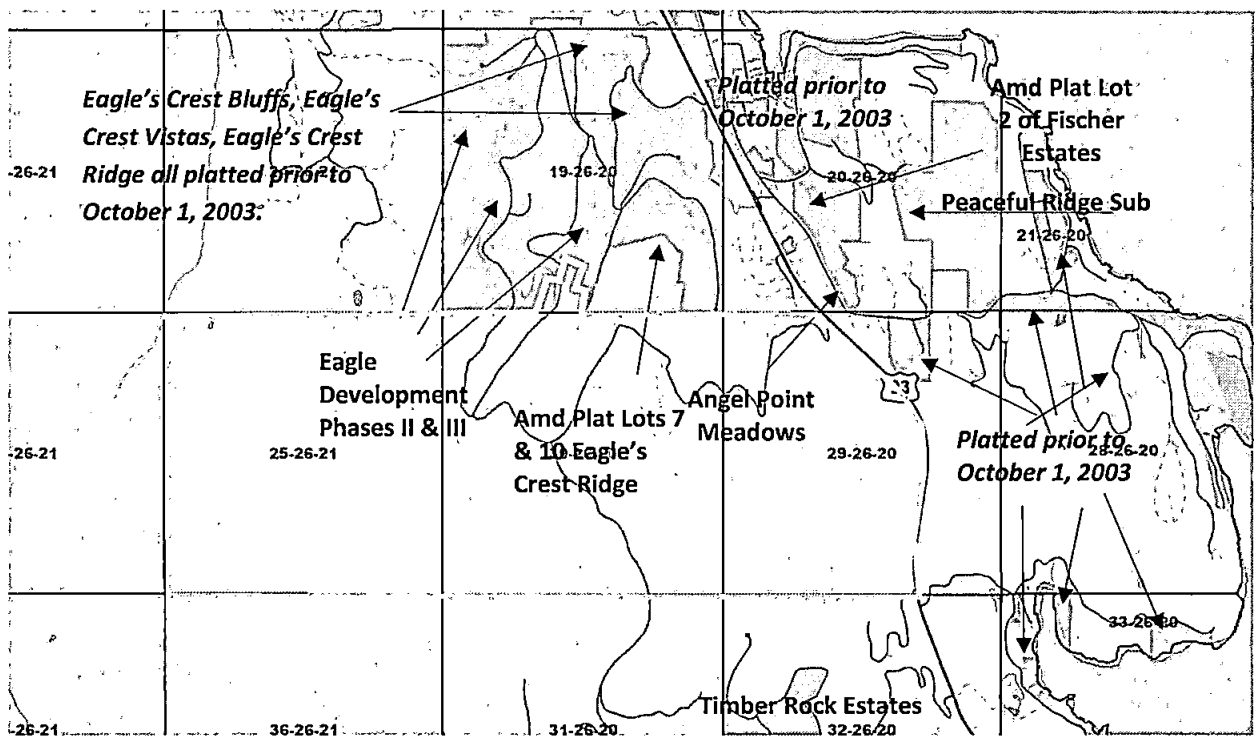 Eagle's Crest Bluffs, Eagle's
Crest Vistas, Eagle's Crest
Ridge all platted prior to
October 1, 2003.
Platted prior to
October 1, 2003
Amd Plat Lot
2 of Fischer
Estates
-26-21
19-26-20
20-26-20
Peaceful Ridge Sub
21-26-20
Eagle
Development
Phases II & III
Amd Plat Lots 7
& 10 Eagle's
Crest Ridge
Angel Point
Meadows
Platted prior to
October 1, 2003
-26-21
25-26-21
29-26-20
28-26-20
33-26-20
Timber Rock Estates
-26-21
36-26-21
31-26-20
32-26-20